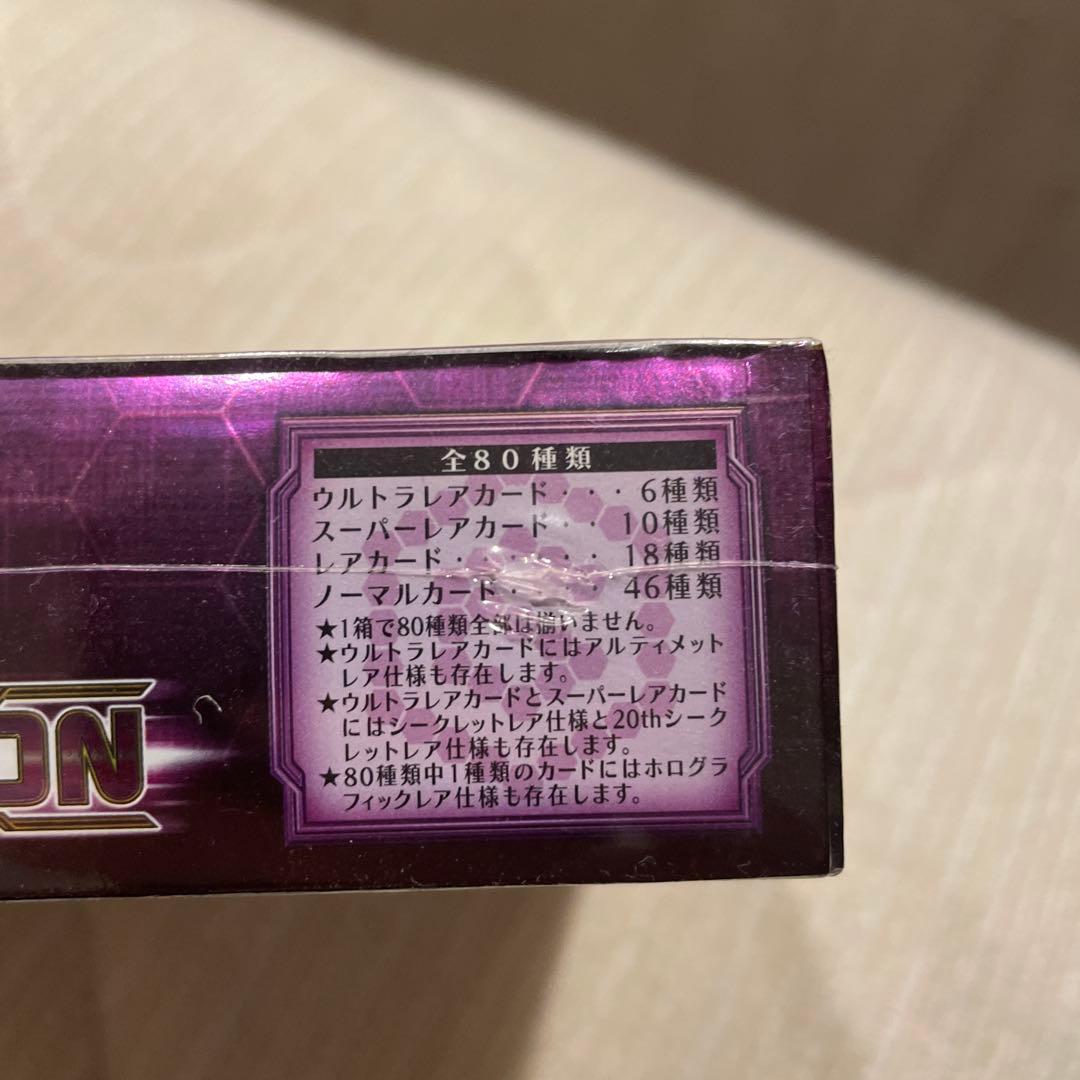 全80種類
ウルトラレアカード・・・6種類
スーパーレアカード・・10種類
レアカード・・・・・・18種類
ノーマルカード・・・・46種類
★1箱で80種類全部は揃いません。
★ウルトラレアカードにはアルティメット
レア仕様も存在します。
★ウルトラレアカードとスーパーレアカード
にはシークレットレア仕様と20thシーク
レットレア仕様も存在します。
★80種類中1種類のカードにはホログラ
フィックレア仕様も存在します。
ON